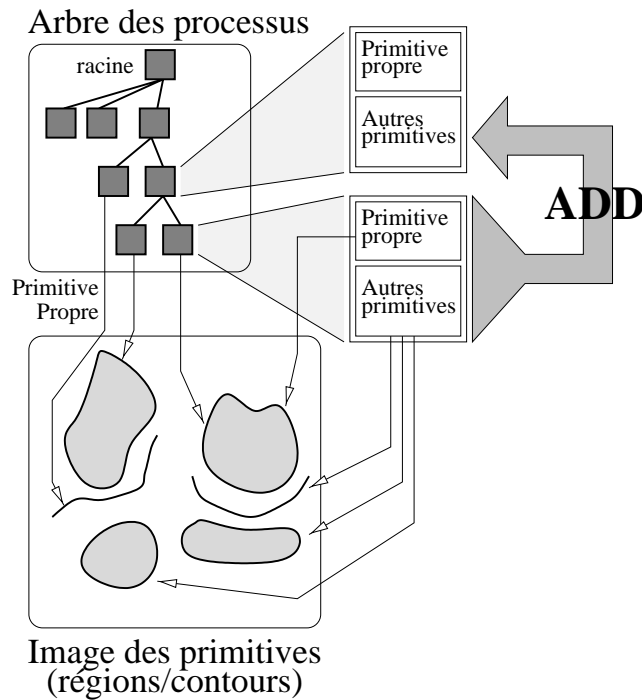 Arbre des processus
racine
Primitive
propre
Autres
primitives
ADD
Primitive
propre
Autres
primitives
Primitive
Propre
Image des primitives
(régions/contours)